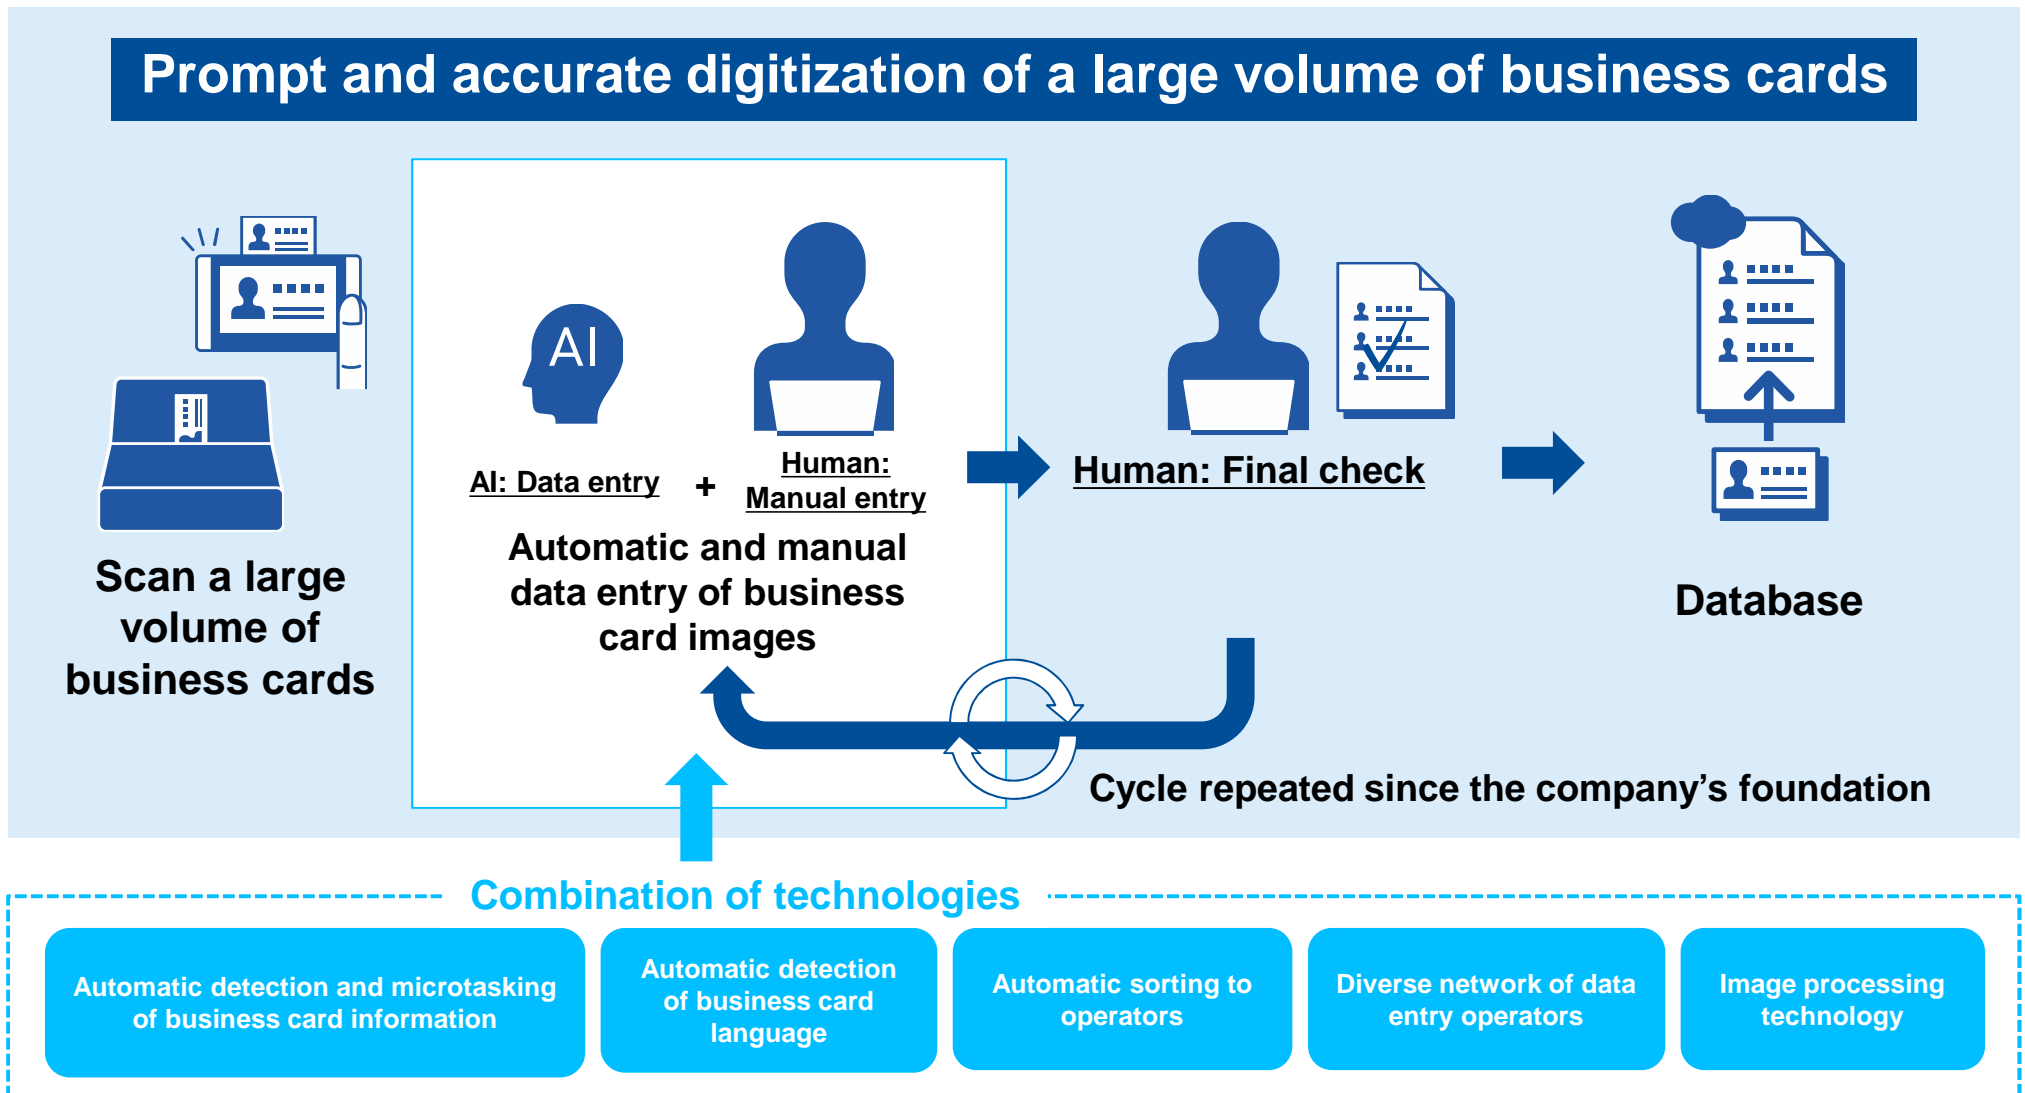 Prompt and accurate digitization of a large volume of business cards
Scan a large
volume of
business cards
AI
AI: Data entry
+
Human:
Manual entry
Automatic and manual
data entry of business
card images
Human: Final check
Database
Cycle repeated since the company’s foundation
Combination of technologies
Automatic detection and microtasking
of business card information
Automatic detection
of business card
language
Automatic sorting to
operators
Diverse network of data
entry operators
Image processing
technology